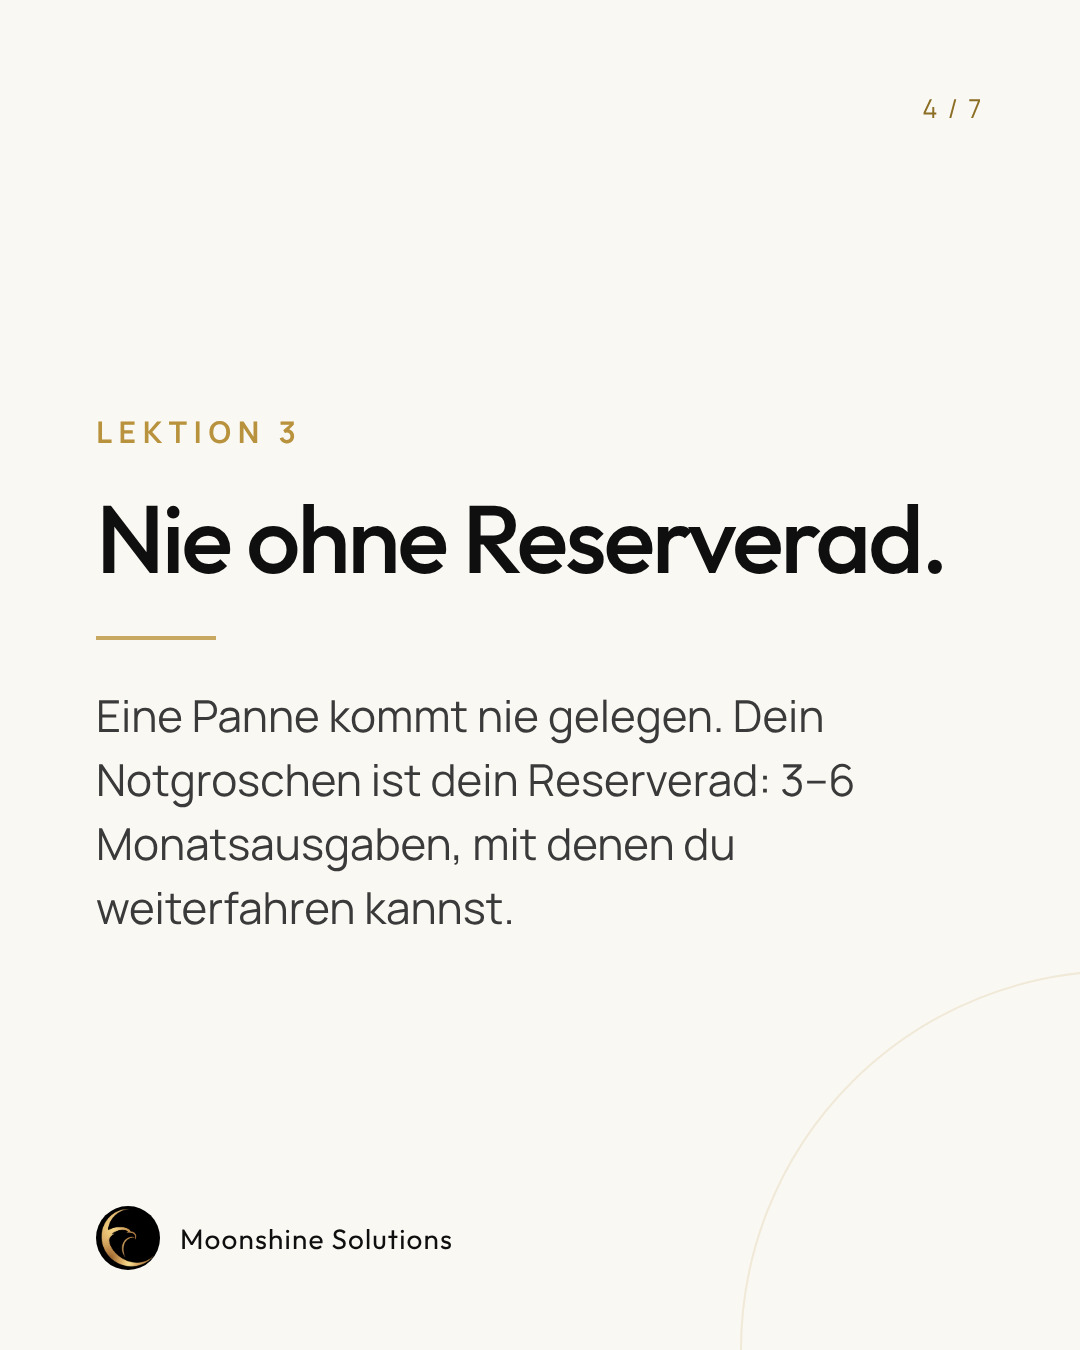 4 / 7
LEKTION 3
Nie ohne Reserverad.
Eine Panne kommt nie gelegen. Dein
Notgroschen ist dein Reserverad: 3–6
Monatsausgaben, mit denen du
weiterfahren kannst.
Moonshine Solutions